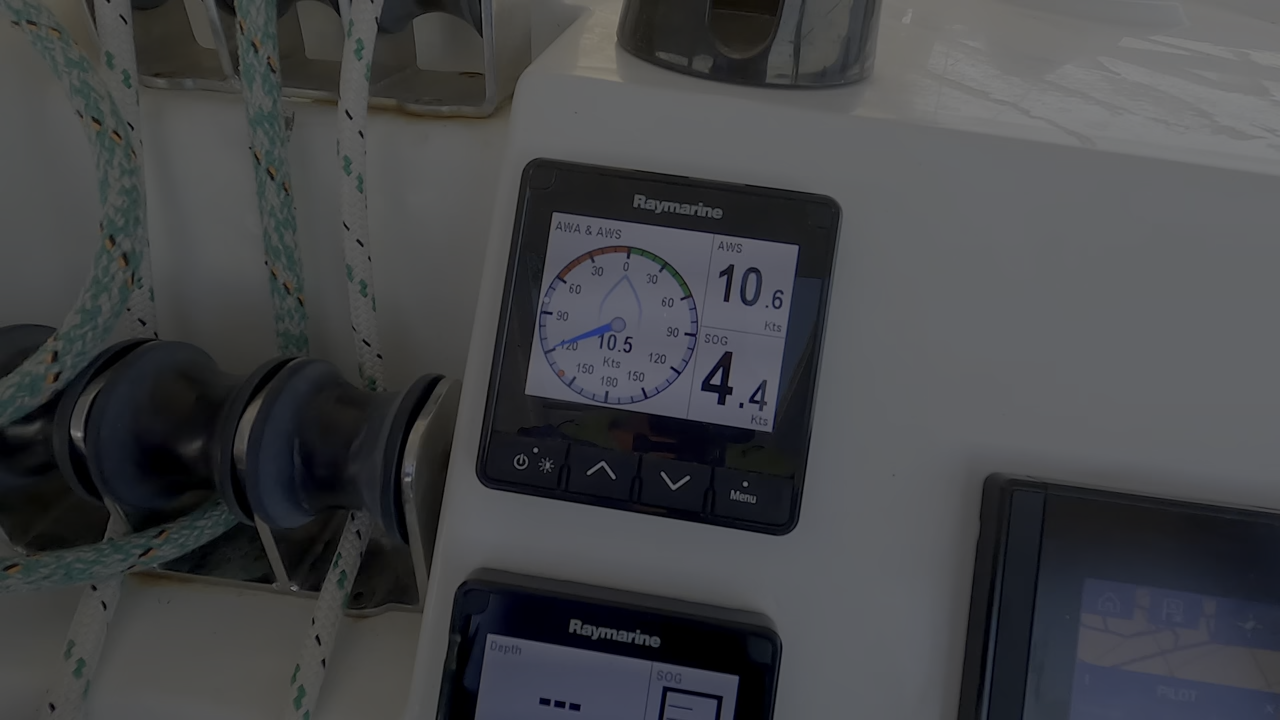 Raymarine
AWA & AWS
AWS
10.6
Kts
0
30
30
60
60
90
90
120
120
150
150
180
10.5
Kts
SOG
4.4
Kts
Menu
Raymarine
Depth
SOG
---
PILOT